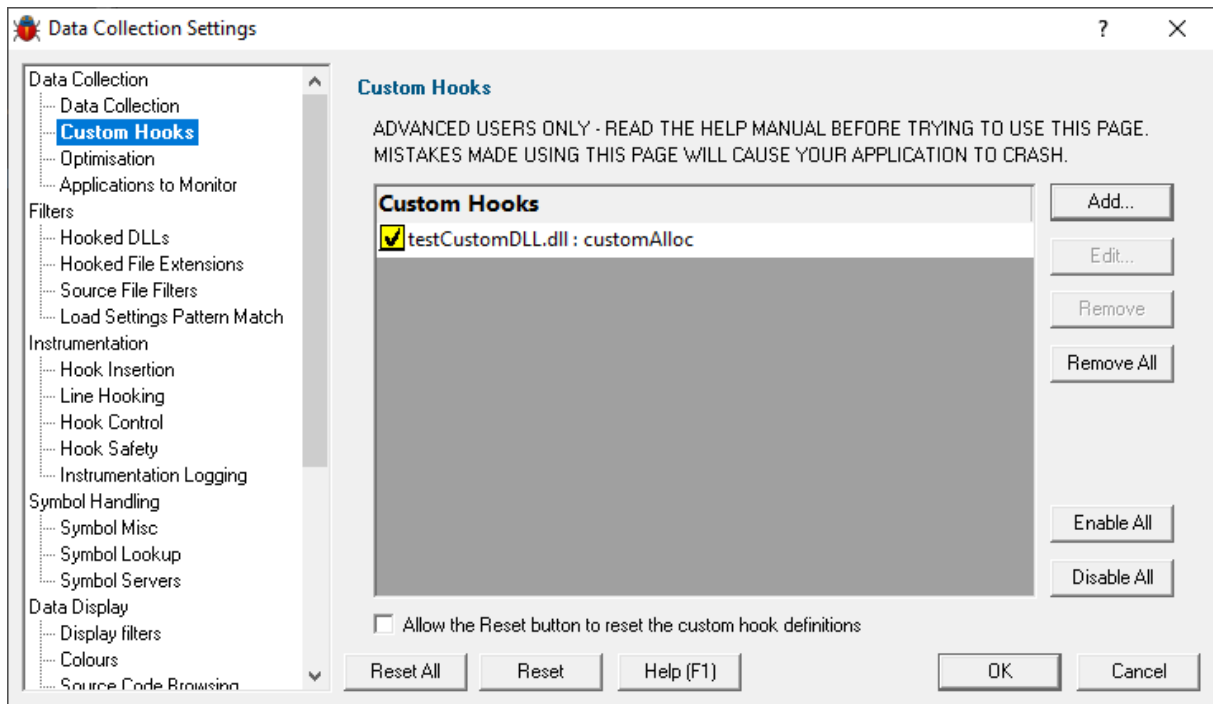 Data Collection Settings
?
Data Collection
Data Collection
Custom Hooks
Optimisation
Applications to Monitor
Filters
Hooked DLLs
Hooked File Extensions
Source File Filters
Load Settings Pattern Match
Instrumentation
Hook Insertion
Line Hooking
Hook Control
Hook Safety
Instrumentation Logging
Symbol Handling
Symbol Misc
Symbol Lookup
Symbol Servers
Data Display
Display filters
Colours
Source Code Browsing
Custom Hooks
ADVANCED USERS ONLY - READ THE HELP MANUAL BEFORE TRYING TO USE THIS PAGE.
MISTAKES MADE USING THIS PAGE WILL CAUSE YOUR APPLICATION TO CRASH.
Custom Hooks
testCustomDLL.dll : customAlloc
Add...
Edit...
Remove
Remove All
Enable All
Disable All
Allow the Reset button to reset the custom hook definitions
Reset All
Reset
Help (F1)
OK
Cancel